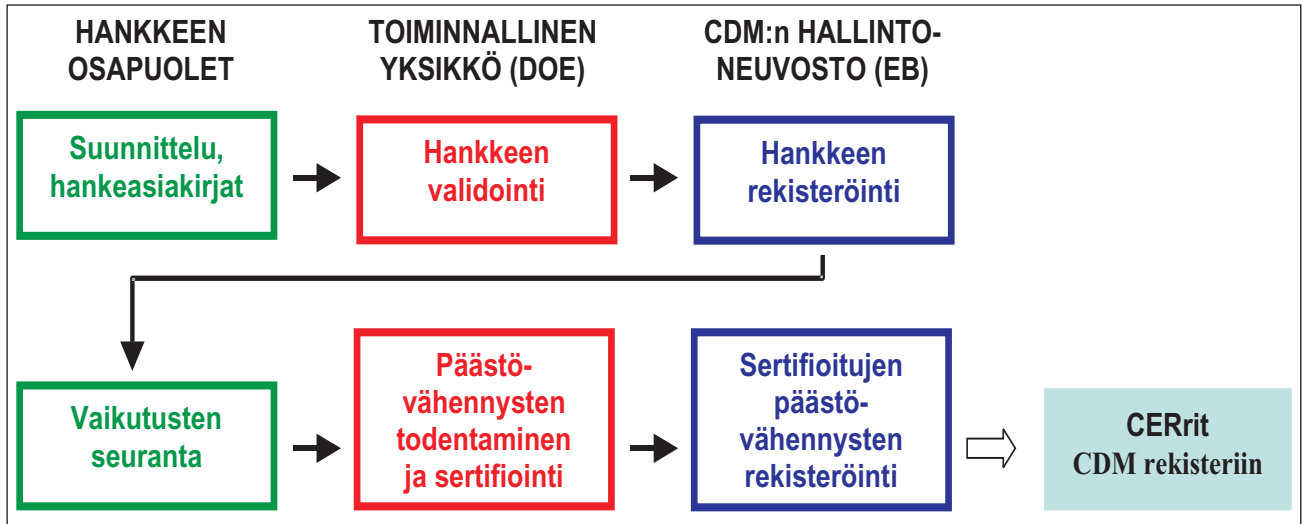 HANKKEEN
OSAPUOLET
TOIMINNALLINEN
YKSIKKÖ (DOE)
CDM:n HALLINTO-
NEUVOSTO (EB)
Suunnittelu,
hankeasiakirjat
Hankkeen
validointi
Hankkeen
rekisteröinti
Vaikutusten
seuranta
Päästö-
vähennysten
todentaminen
ja sertifiointi
Sertifioitujen
päästö-
vähennysten
rekisteröinti
CERrit
CDM rekisteriin